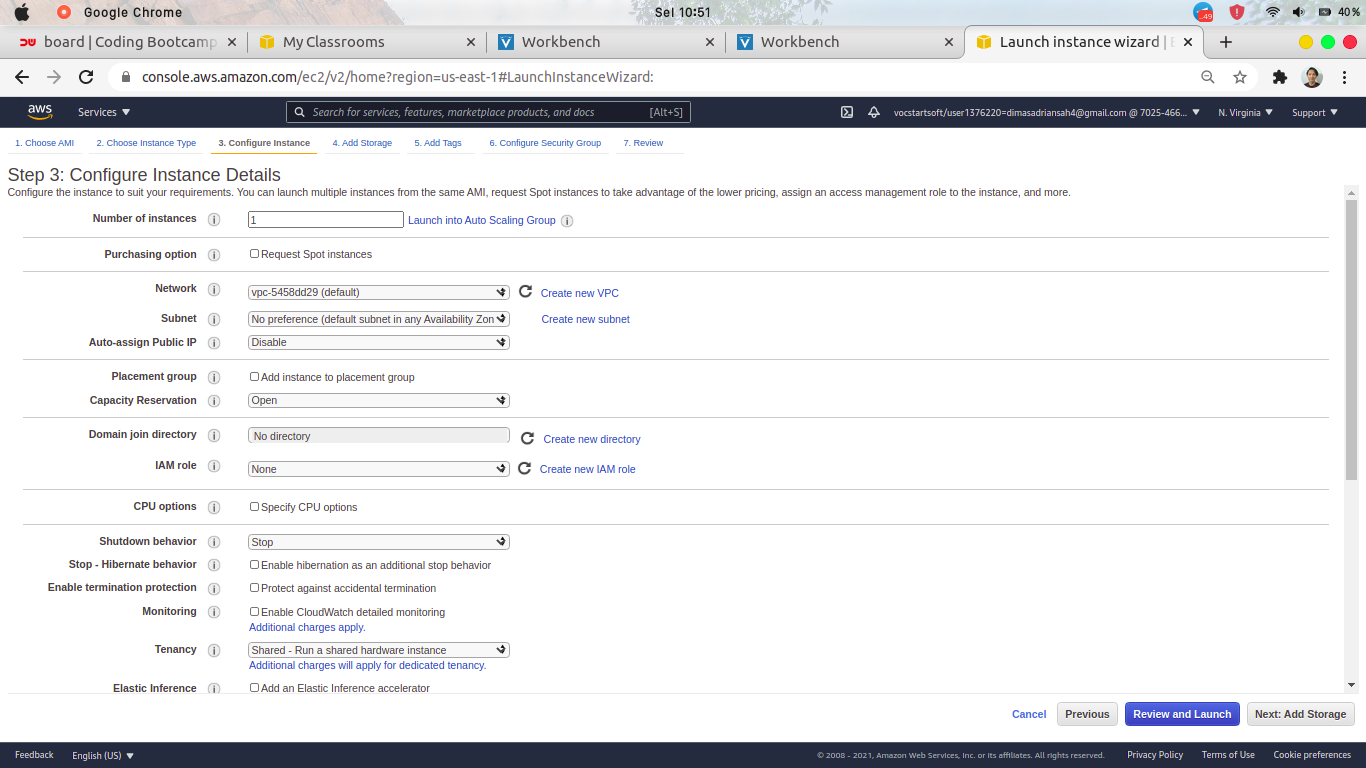 Google Chrome
Sel 10:51
49
40%
board | Coding Bootcamp
My Classrooms
Workbench
Workbench
Launch instance wizard |
console.aws.amazon.com/ec2/v2/home?region=us-east-1#LaunchInstanceWizard:
aws
Services
Search for services, features, marketplace products, and docs
[Alt+S]
vocstartsoft/user1376220=dimasadriansah4@gmail.com @ 7025-466...
N. Virginia
Support
1. Choose AMI
2. Choose Instance Type
3. Configure Instance
4. Add Storage
5. Add Tags
6. Configure Security Group
7. Review
Step 3: Configure Instance Details
Configure the instance to suit your requirements. You can launch multiple instances from the same AMI, request Spot instances to take advantage of the lower pricing, assign an access management role to the instance, and more.
Number of instances
1
Launch into Auto Scaling Group
Purchasing option
Request Spot instances
Network
vpc-5458dd29 (default)
Create new VPC
Subnet
No preference (default subnet in any Availability Zon
Create new subnet
Auto-assign Public IP
Disable
Placement group
Add instance to placement group
Capacity Reservation
Open
Domain join directory
No directory
Create new directory
IAM role
None
Create new IAM role
CPU options
Specify CPU options
Shutdown behavior
Stop
Stop - Hibernate behavior
Enable hibernation as an additional stop behavior
Enable termination protection
Protect against accidental termination
Monitoring
Enable CloudWatch detailed monitoring
Additional charges apply.
Tenancy
Shared - Run a shared hardware instance
Additional charges will apply for dedicated tenancy.
Elastic Inference
Add an Elastic Inference accelerator
Cancel
Previous
Review and Launch
Next: Add Storage
Feedback
English (US)
© 2008 - 2021, Amazon Web Services, Inc. or its affiliates. All rights reserved.
Privacy Policy
Terms of Use
Cookie preferences